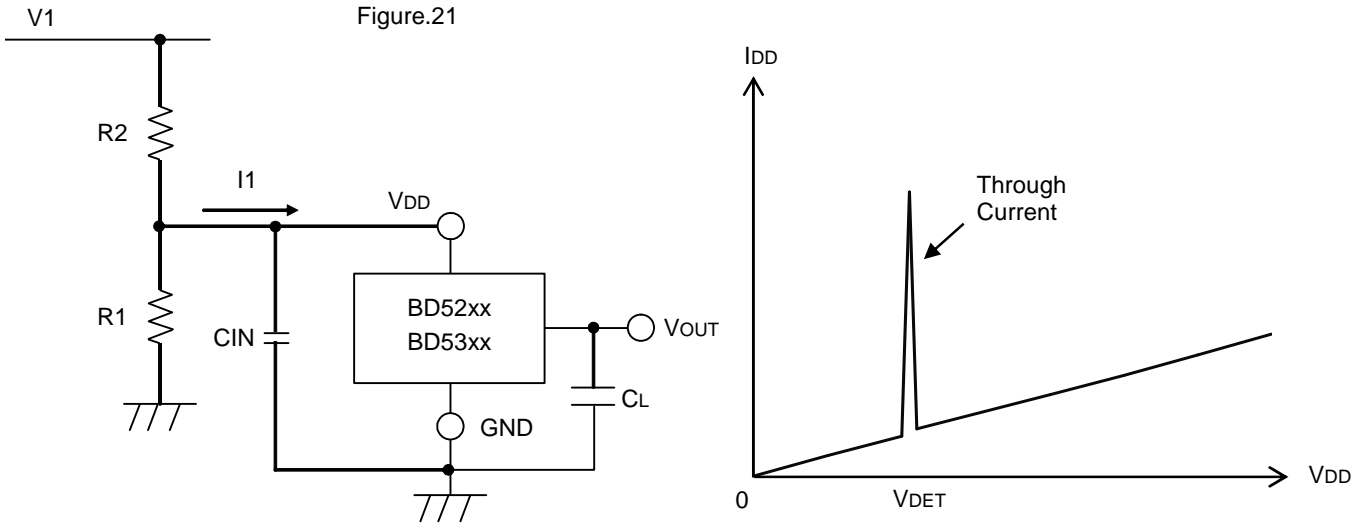 Figure.21
V1
R2
I1
VDD
R1
CIN
BD52xx
BD53xx
VOUT
CL
GND
IDD
Through
Current
0
VDET
VDD